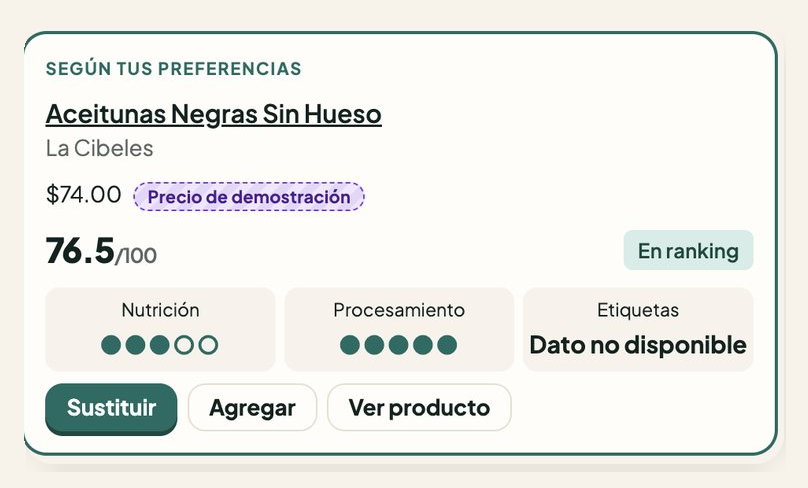 SEGÚN TUS PREFERENCIAS
Aceitunas Negras Sin Hueso
La Cibeles
$74.00 Precio de demostración
76.5/100 En ranking
Nutrición Procesamiento Etiquetas
Dato no disponible
Sustituir Agregar Ver producto